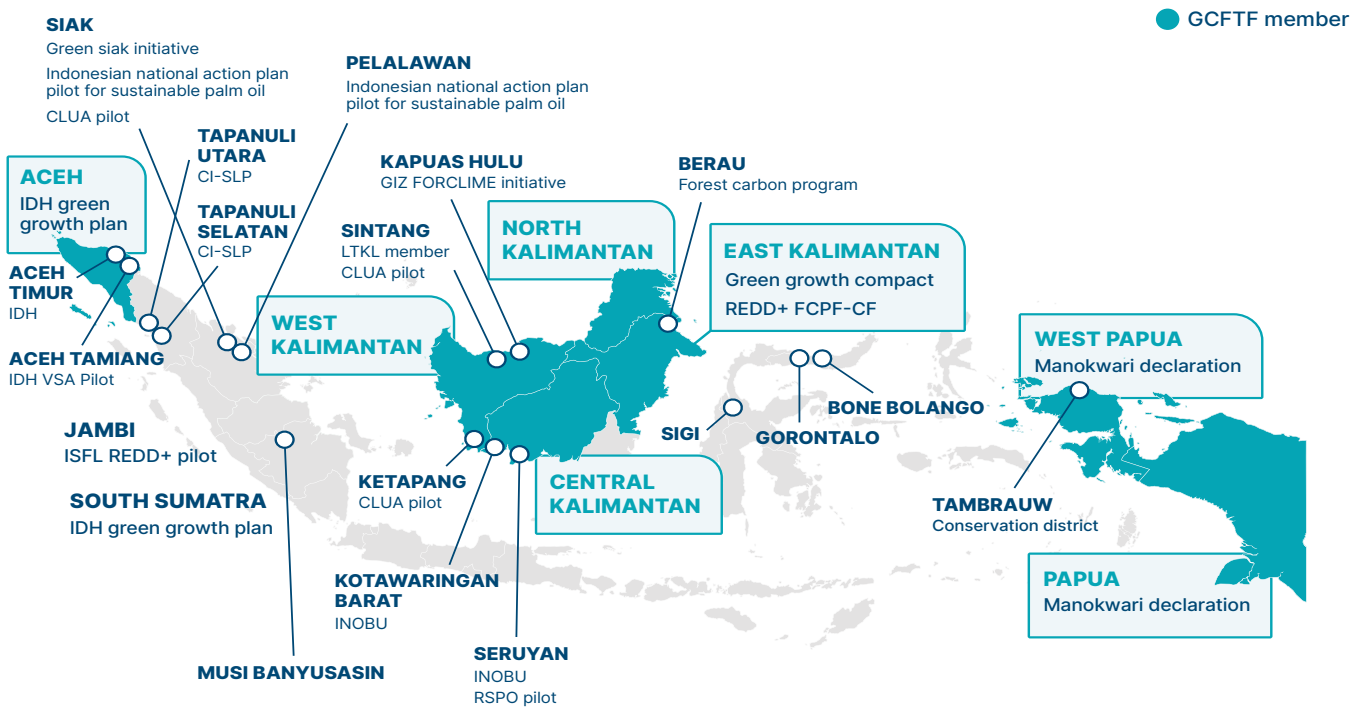 GCFTF member
SIAK
Green siak initiative
Indonesian national action plan
pilot for sustainable palm oil
CLUA pilot
PELALAWAN
Indonesian national action plan
pilot for sustainable palm oil
TAPANULI
UTARA
CI-SLP
TAPANULI
SELATAN
CI-SLP
ACEH
IDH green
growth plan
ACEH
TIMUR
IDH
ACEH TAMIANG
IDH VSA Pilot
KAPUAS HULU
GIZ FORCLIME initiative
SINTANG
LTKL member
CLUA pilot
BERAU
Forest carbon program
NORTH
KALIMANTAN
EAST KALIMANTAN
Green growth compact
REDD+ FCPF-CF
WEST
KALIMANTAN
WEST PAPUA
Manokwari declaration
JAMBI
ISFL REDD+ pilot
SOUTH SUMATRA
IDH green growth plan
SIGI
BONE BOLANGO
GORONTALO
KETAPANG
CLUA pilot
CENTRAL
KALIMANTAN
TAMBRAUW
Conservation district
KOTAWARINGAN
BARAT
INOBU
PAPUA
Manokwari declaration
MUSI BANYUSASIN
SERUYAN
INOBU
RSPO pilot